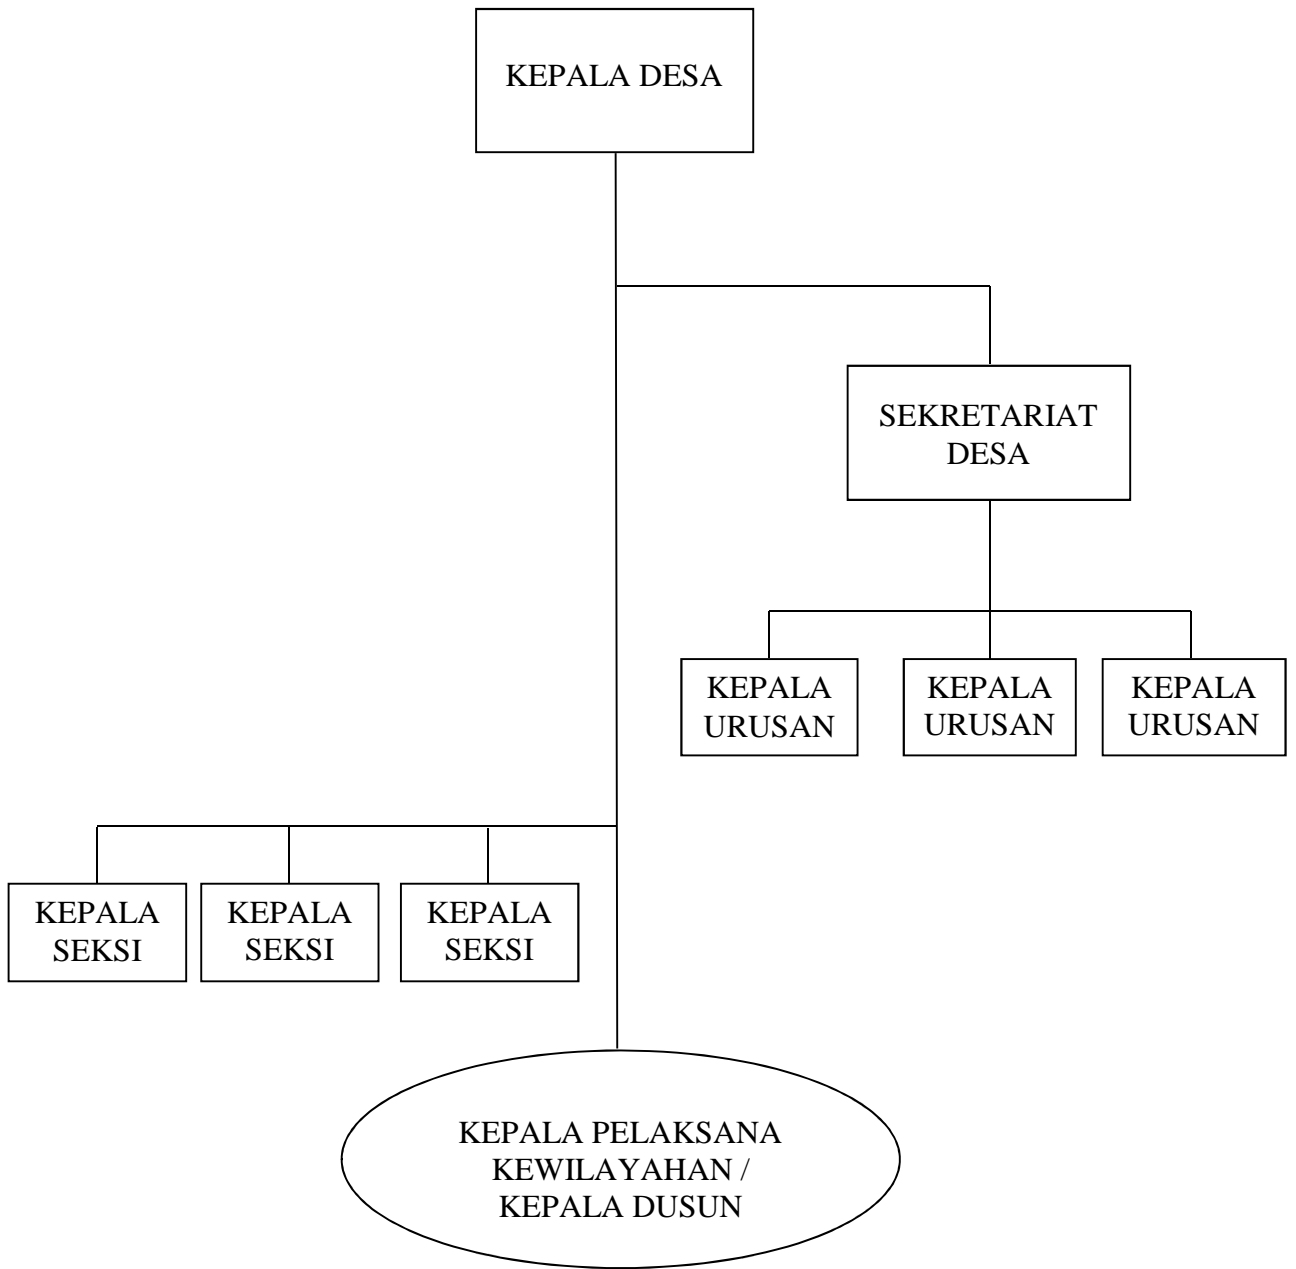 KEPALA DESA
SEKRETARIAT
DESA
KEPALA
URUSAN
KEPALA
URUSAN
KEPALA
URUSAN
KEPALA
SEKSI
KEPALA
SEKSI
KEPALA
SEKSI
KEPALA PELAKSANA
KEWILAYAHAN /
KEPALA DUSUN